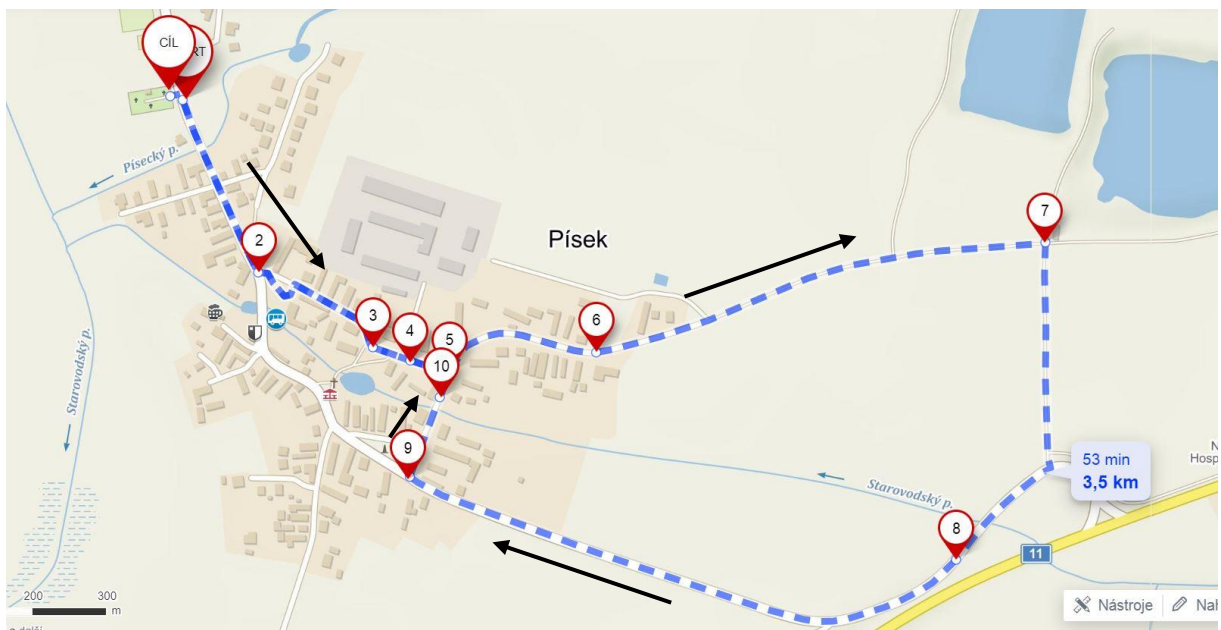 CÍL
RT
Písecký p.
2
Písek
7
3
6
4
5
10
Starovodský p.
9
53 min
3,5 km
Starovodský p.
8
11
200 300
m
Nástroje